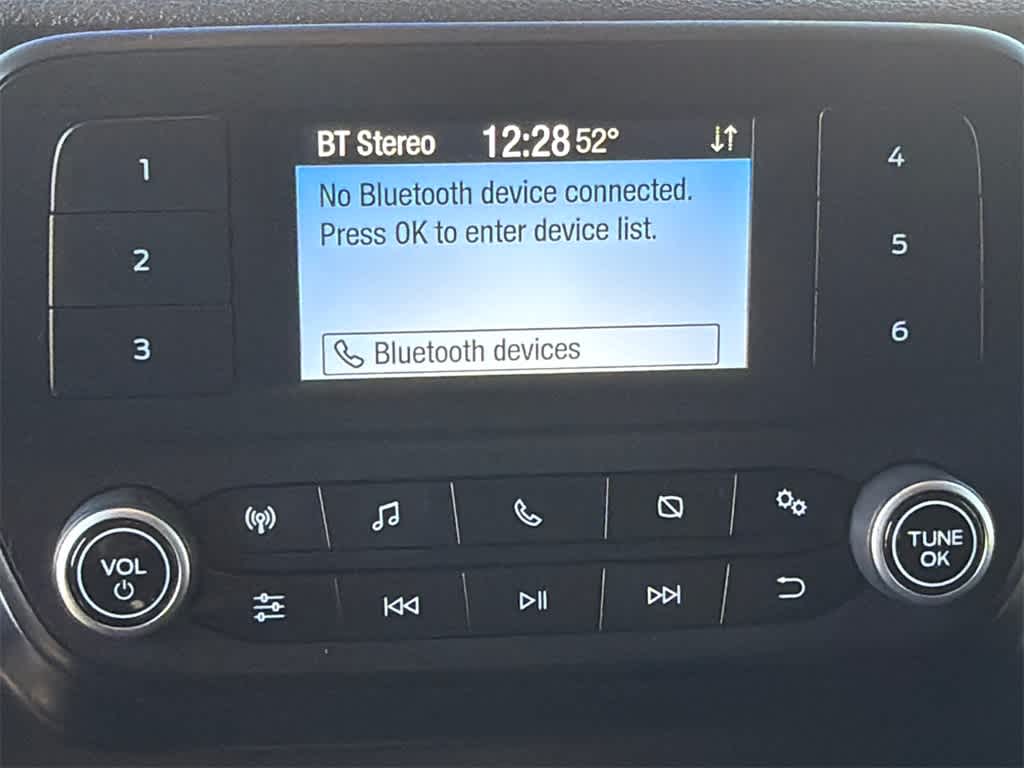 BT Stereo 12:28 52°
No Bluetooth device connected.
Press OK to enter device list.
Bluetooth devices
1
2
3
4
5
6
VOL
TUNE
OK